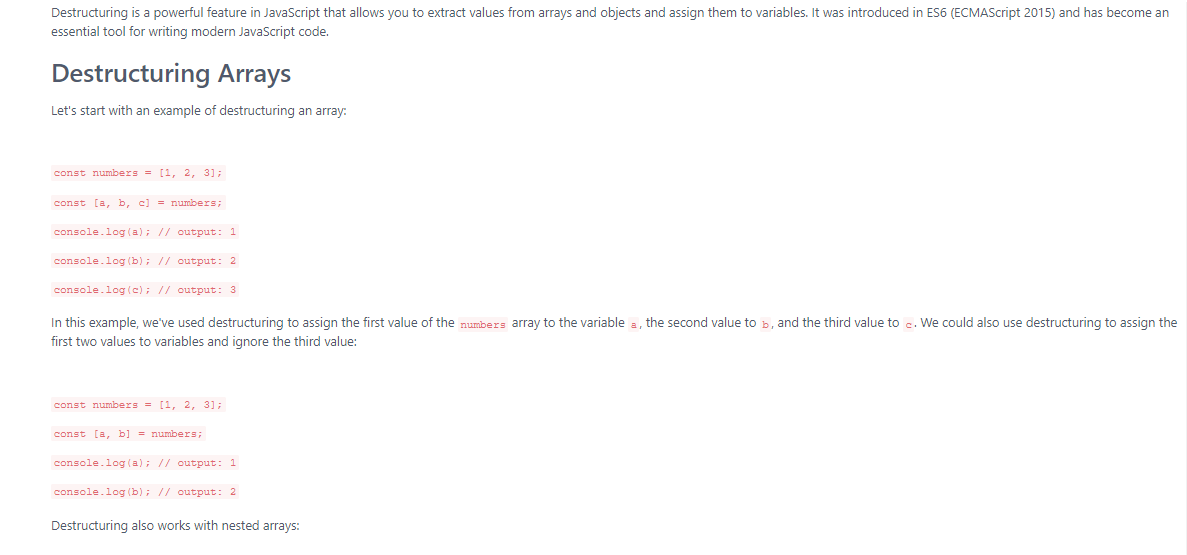 Destructuring is a powerful feature in JavaScript that allows you to extract values from arrays and objects and assign them to variables. It was introduced in ES6 (ECMAScript 2015) and has become an
essential tool for writing modern JavaScript code.
Destructuring Arrays
Let's start with an example of destructuring an array:
const numbers = [1, 2, 3];
const [a, b, c] = numbers;
console.log(a); // output: 1
console.log(b); // output: 2
console.log(c); // output: 3
In this example, we've used destructuring to assign the first value of the numbers array to the variable a, the second value to b, and the third value to c. We could also use destructuring to assign the
first two values to variables and ignore the third value:
const numbers = [1, 2, 3];
const [a, b] = numbers;
console.log(a); // output: 1
console.log(b); // output: 2
Destructuring also works with nested arrays: